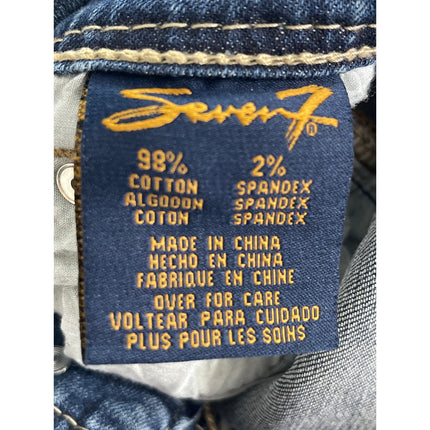 Seven7®
98% 2%
COTTON SPANDEX
ALGODON SPANDEX
COTON SPANDEX
MADE IN CHINA
HECHO EN CHINA
FABRIQUE EN CHINE
OVER FOR CARE
VOLTEAR PARA CUIDADO
PLUS POUR LES SOINS